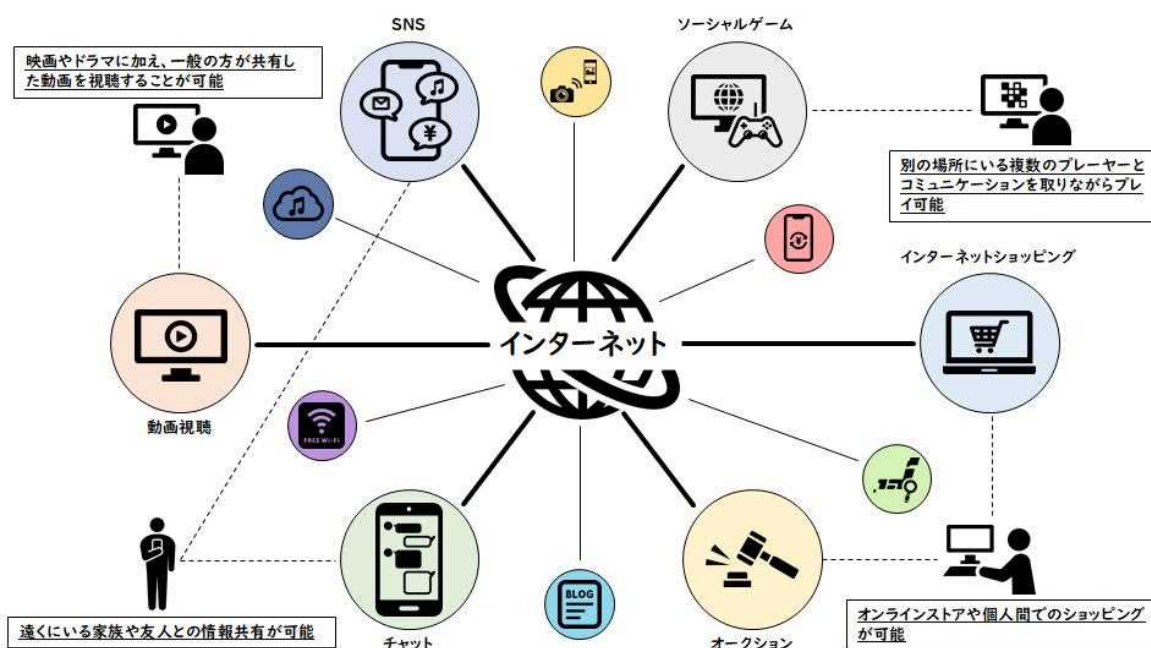 SNS
ソーシャルゲーム
映画やドラマに加え、一般の方が共有し
た動画を視聴することが可能
¥
別の場所にいる複数のプレーヤーと
コミュニケーションを取りながらプレ
イ可能
インターネットショッピング
インターネット
動画視聴
FREE Wi-Fi
BLOG
遠くにいる家族や友人との情報共有が可能
チャット
オークション
オンラインストアや個人間でのショッピング
が可能